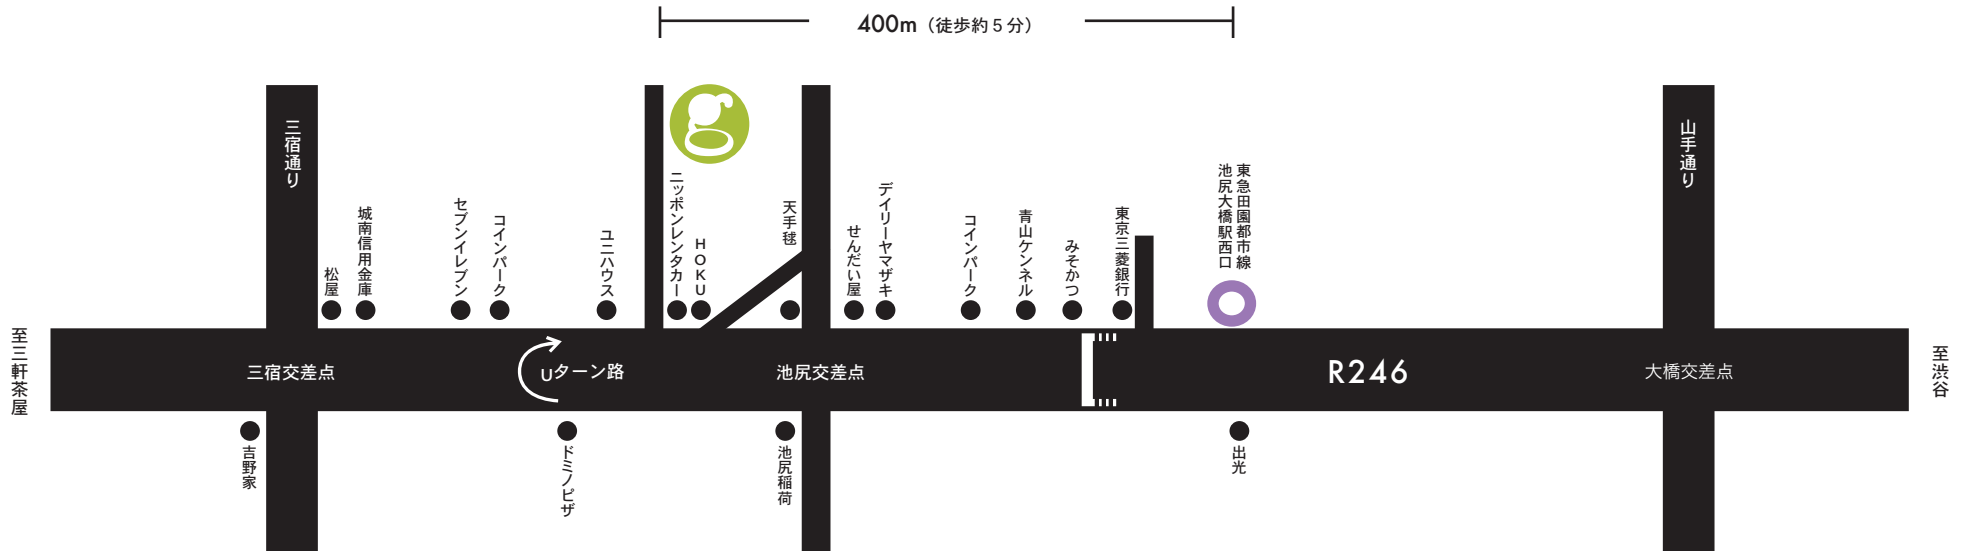 400m（徒歩約5分）
三宿通り
山手通り
松屋
城南信用金庫
セブンイレブン
コインパーク
ユニハウス
ニッポンレンタカー
HOKU
天手毬
せんだい屋
デイリーヤマザキ
コインパーク
青山ケンネル
みそかつ
東京三菱銀行
東急田園都市線
池尻大橋駅西口
至三軒茶屋
三宿交差点
Uターン路
池尻交差点
R246
大橋交差点
至渋谷
吉野家
ドミノピザ
池尻稲荷
出光